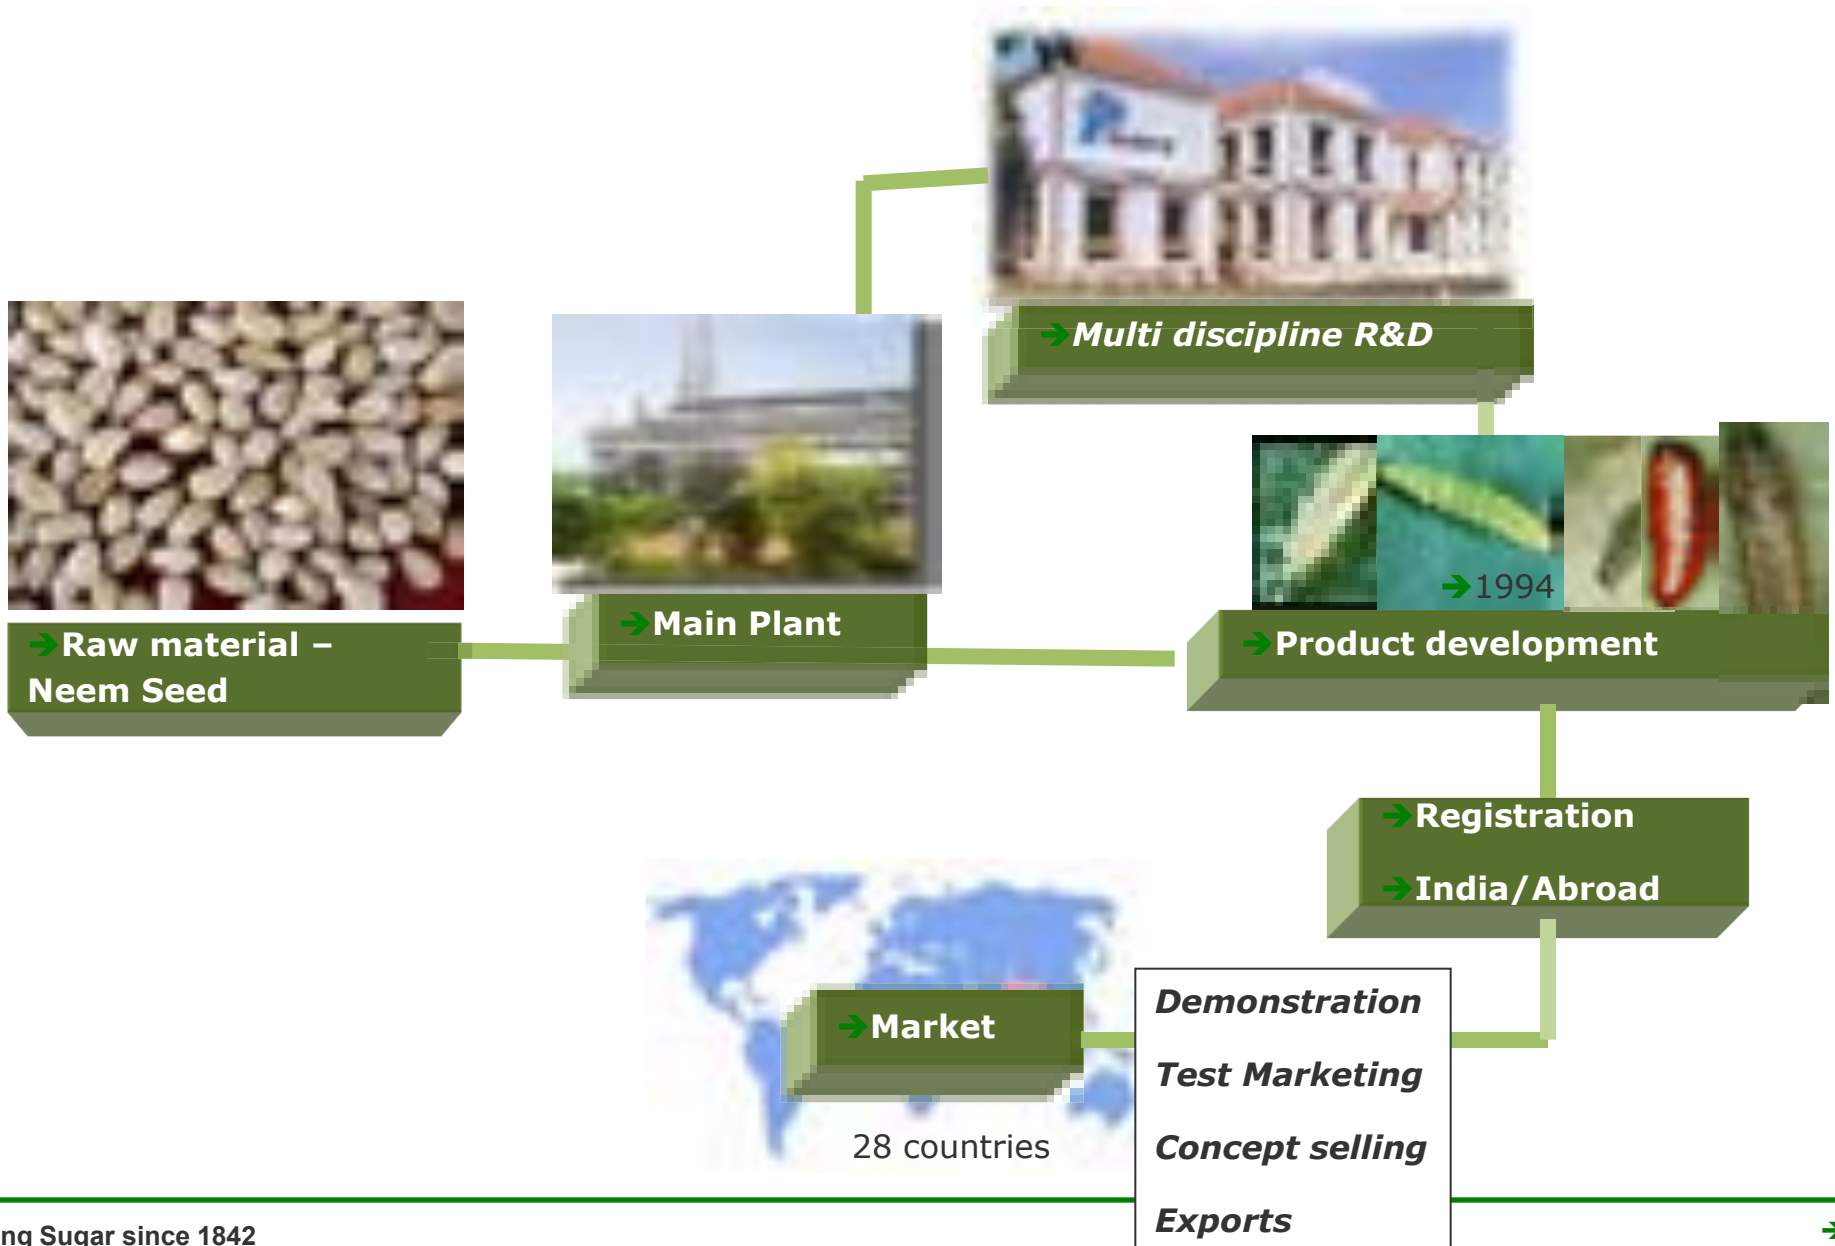 ➔Multi discipline R&D
➔1994
➔Raw material –
Neem Seed
➔Main Plant
➔Product development
➔Registration
➔India/Abroad
➔Market
28 countries
Demonstration
Test Marketing
Concept selling
Exports
Sugar since 1842